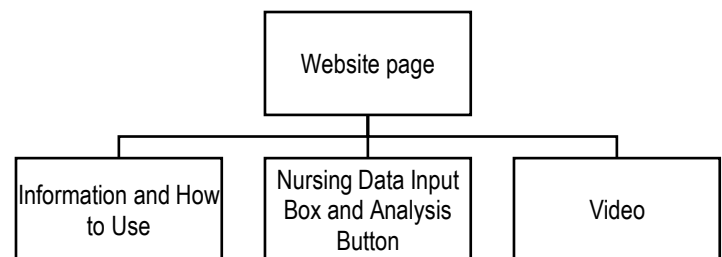 Website page
Information and How
to Use
Nursing Data Input
Box and Analysis
Button
Video